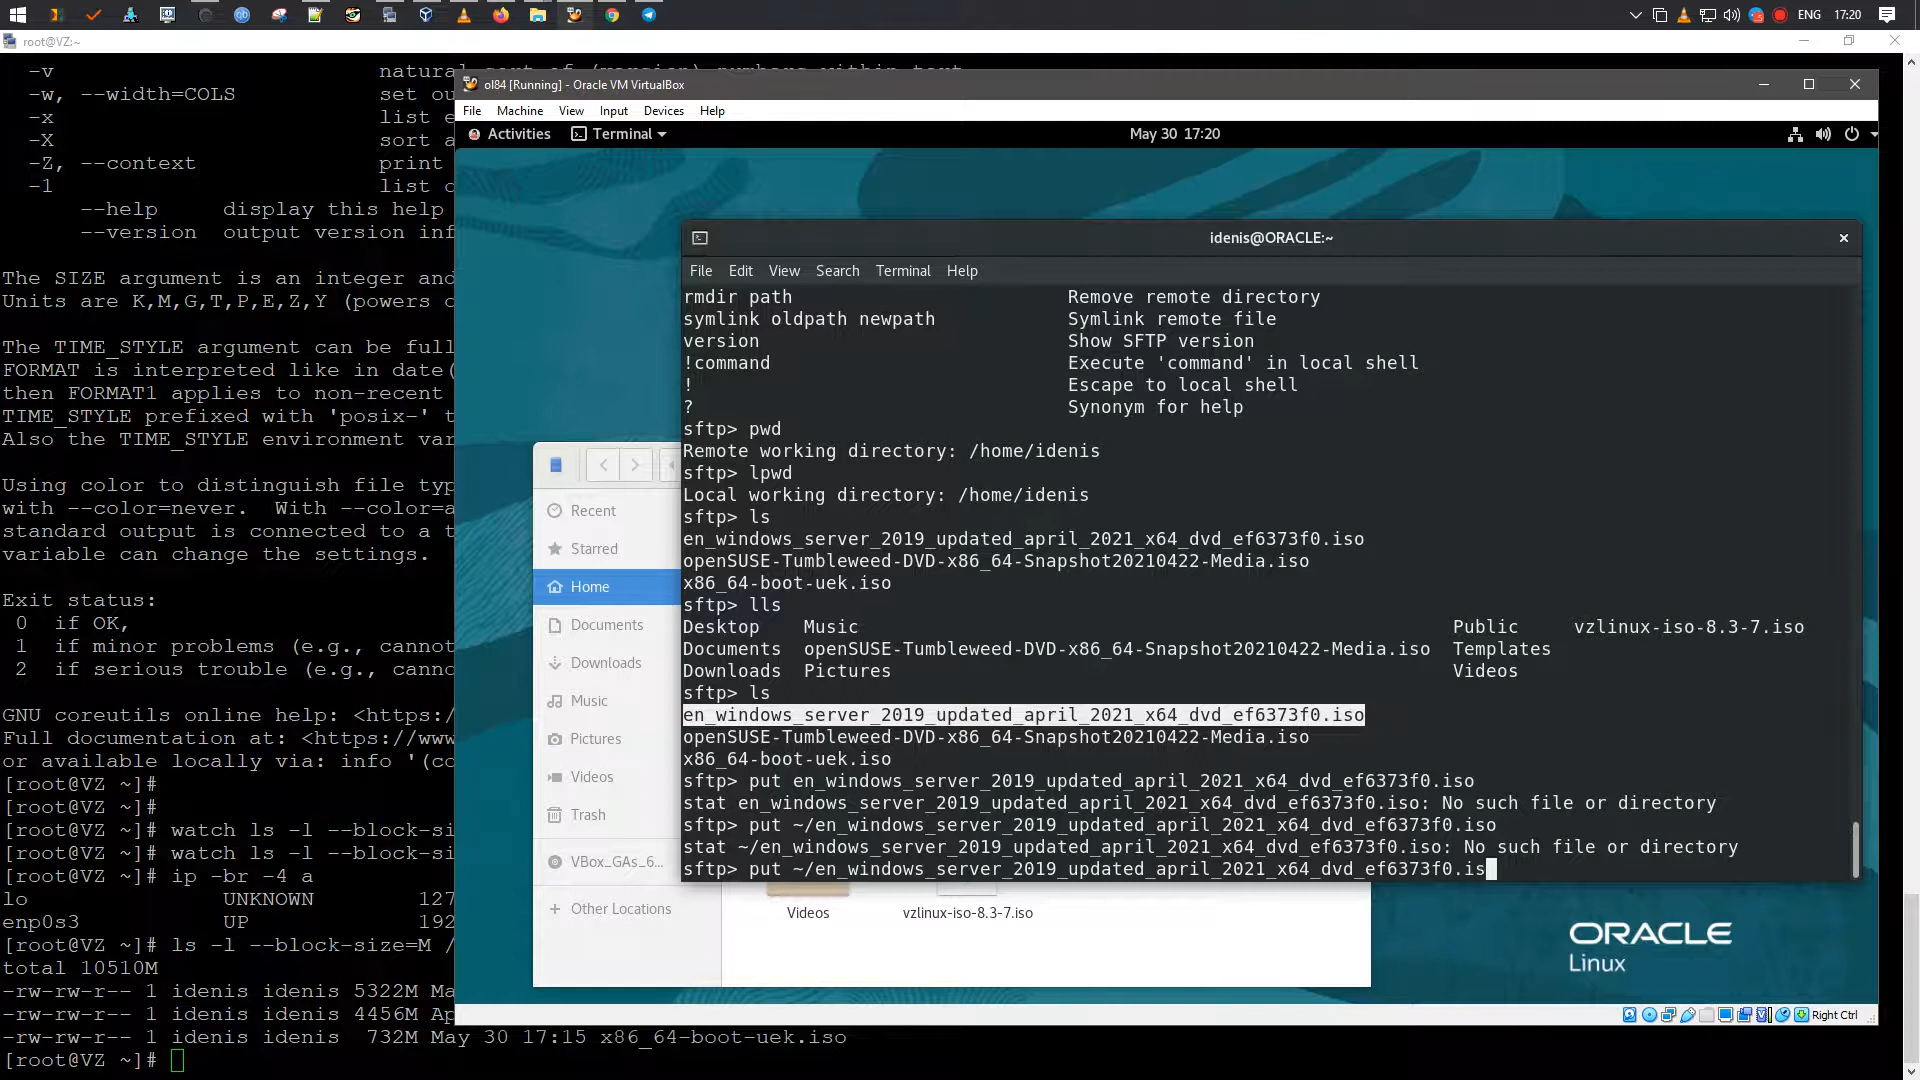 ENG 17:20
root@VZ:~
-v natural sort of (version) numbers within text
-w, --width=COLS set ou
-x list e
-X sort a
-Z, --context print
-1 list o
--help display this help
--version output version inf
The SIZE argument is an integer and
Units are K,M,G,T,P,E,Z,Y (powers o
The TIME_STYLE argument can be full
FORMAT is interpreted like in date(
then FORMAT1 applies to non-recent
TIME_STYLE prefixed with 'posix-' t
Also the TIME_STYLE environment var
Using color to distinguish file typ
with --color=never. With --color=a
standard output is connected to a t
variable can change the settings.
Exit status:
0 if OK,
1 if minor problems (e.g., cannot
2 if serious trouble (e.g., canno
GNU coreutils online help: <https:/
Full documentation at: <https://www
or available locally via: info '(co
[root@VZ ~]#
[root@VZ ~]#
[root@VZ ~]# watch ls -l --block-si
[root@VZ ~]# watch ls -l --block-si
[root@VZ ~]# ip -br -4 a
lo UNKNOWN 127
enp0s3 UP 192
[root@VZ ~]# ls -l --block-size=M /
total 10510M
-rw-rw-r-- 1 idenis idenis 5322M Ma
-rw-rw-r-- 1 idenis idenis 4456M Ap
-rw-rw-r-- 1 idenis idenis 732M May 30 17:15 x86_64-boot-uek.iso
[root@VZ ~]#
ol84 [Running] - Oracle VM VirtualBox
File Machine View Input Devices Help
Activities Terminal May 30 17:20
idenis@ORACLE:~
File Edit View Search Terminal Help
rmdir path Remove remote directory
symlink oldpath newpath Symlink remote file
version Show SFTP version
!command Execute 'command' in local shell
! Escape to local shell
? Synonym for help
sftp> pwd
Remote working directory: /home/idenis
sftp> lpwd
Local working directory: /home/idenis
sftp> ls
en_windows_server_2019_updated_april_2021_x64_dvd_ef6373f0.iso
openSUSE-Tumbleweed-DVD-x86_64-Snapshot20210422-Media.iso
x86_64-boot-uek.iso
sftp> lls
Desktop Music Public vzlinux-iso-8.3-7.iso
Documents openSUSE-Tumbleweed-DVD-x86_64-Snapshot20210422-Media.iso Templates
Downloads Pictures Videos
sftp> ls
en_windows_server_2019_updated_april_2021_x64_dvd_ef6373f0.iso
openSUSE-Tumbleweed-DVD-x86_64-Snapshot20210422-Media.iso
x86_64-boot-uek.iso
sftp> put en_windows_server_2019_updated_april_2021_x64_dvd_ef6373f0.iso
stat en_windows_server_2019_updated_april_2021_x64_dvd_ef6373f0.iso: No such file or directory
sftp> put ~/en_windows_server_2019_updated_april_2021_x64_dvd_ef6373f0.iso
stat ~/en_windows_server_2019_updated_april_2021_x64_dvd_ef6373f0.iso: No such file or directory
sftp> put ~/en_windows_server_2019_updated_april_2021_x64_dvd_ef6373f0.is
Recent
Starred
Home
Documents
Downloads
Music
Pictures
Videos
Trash
VBox_GAs_6...
+ Other Locations
Videos vzlinux-iso-8.3-7.iso
ORACLE
Linux
Right Ctrl